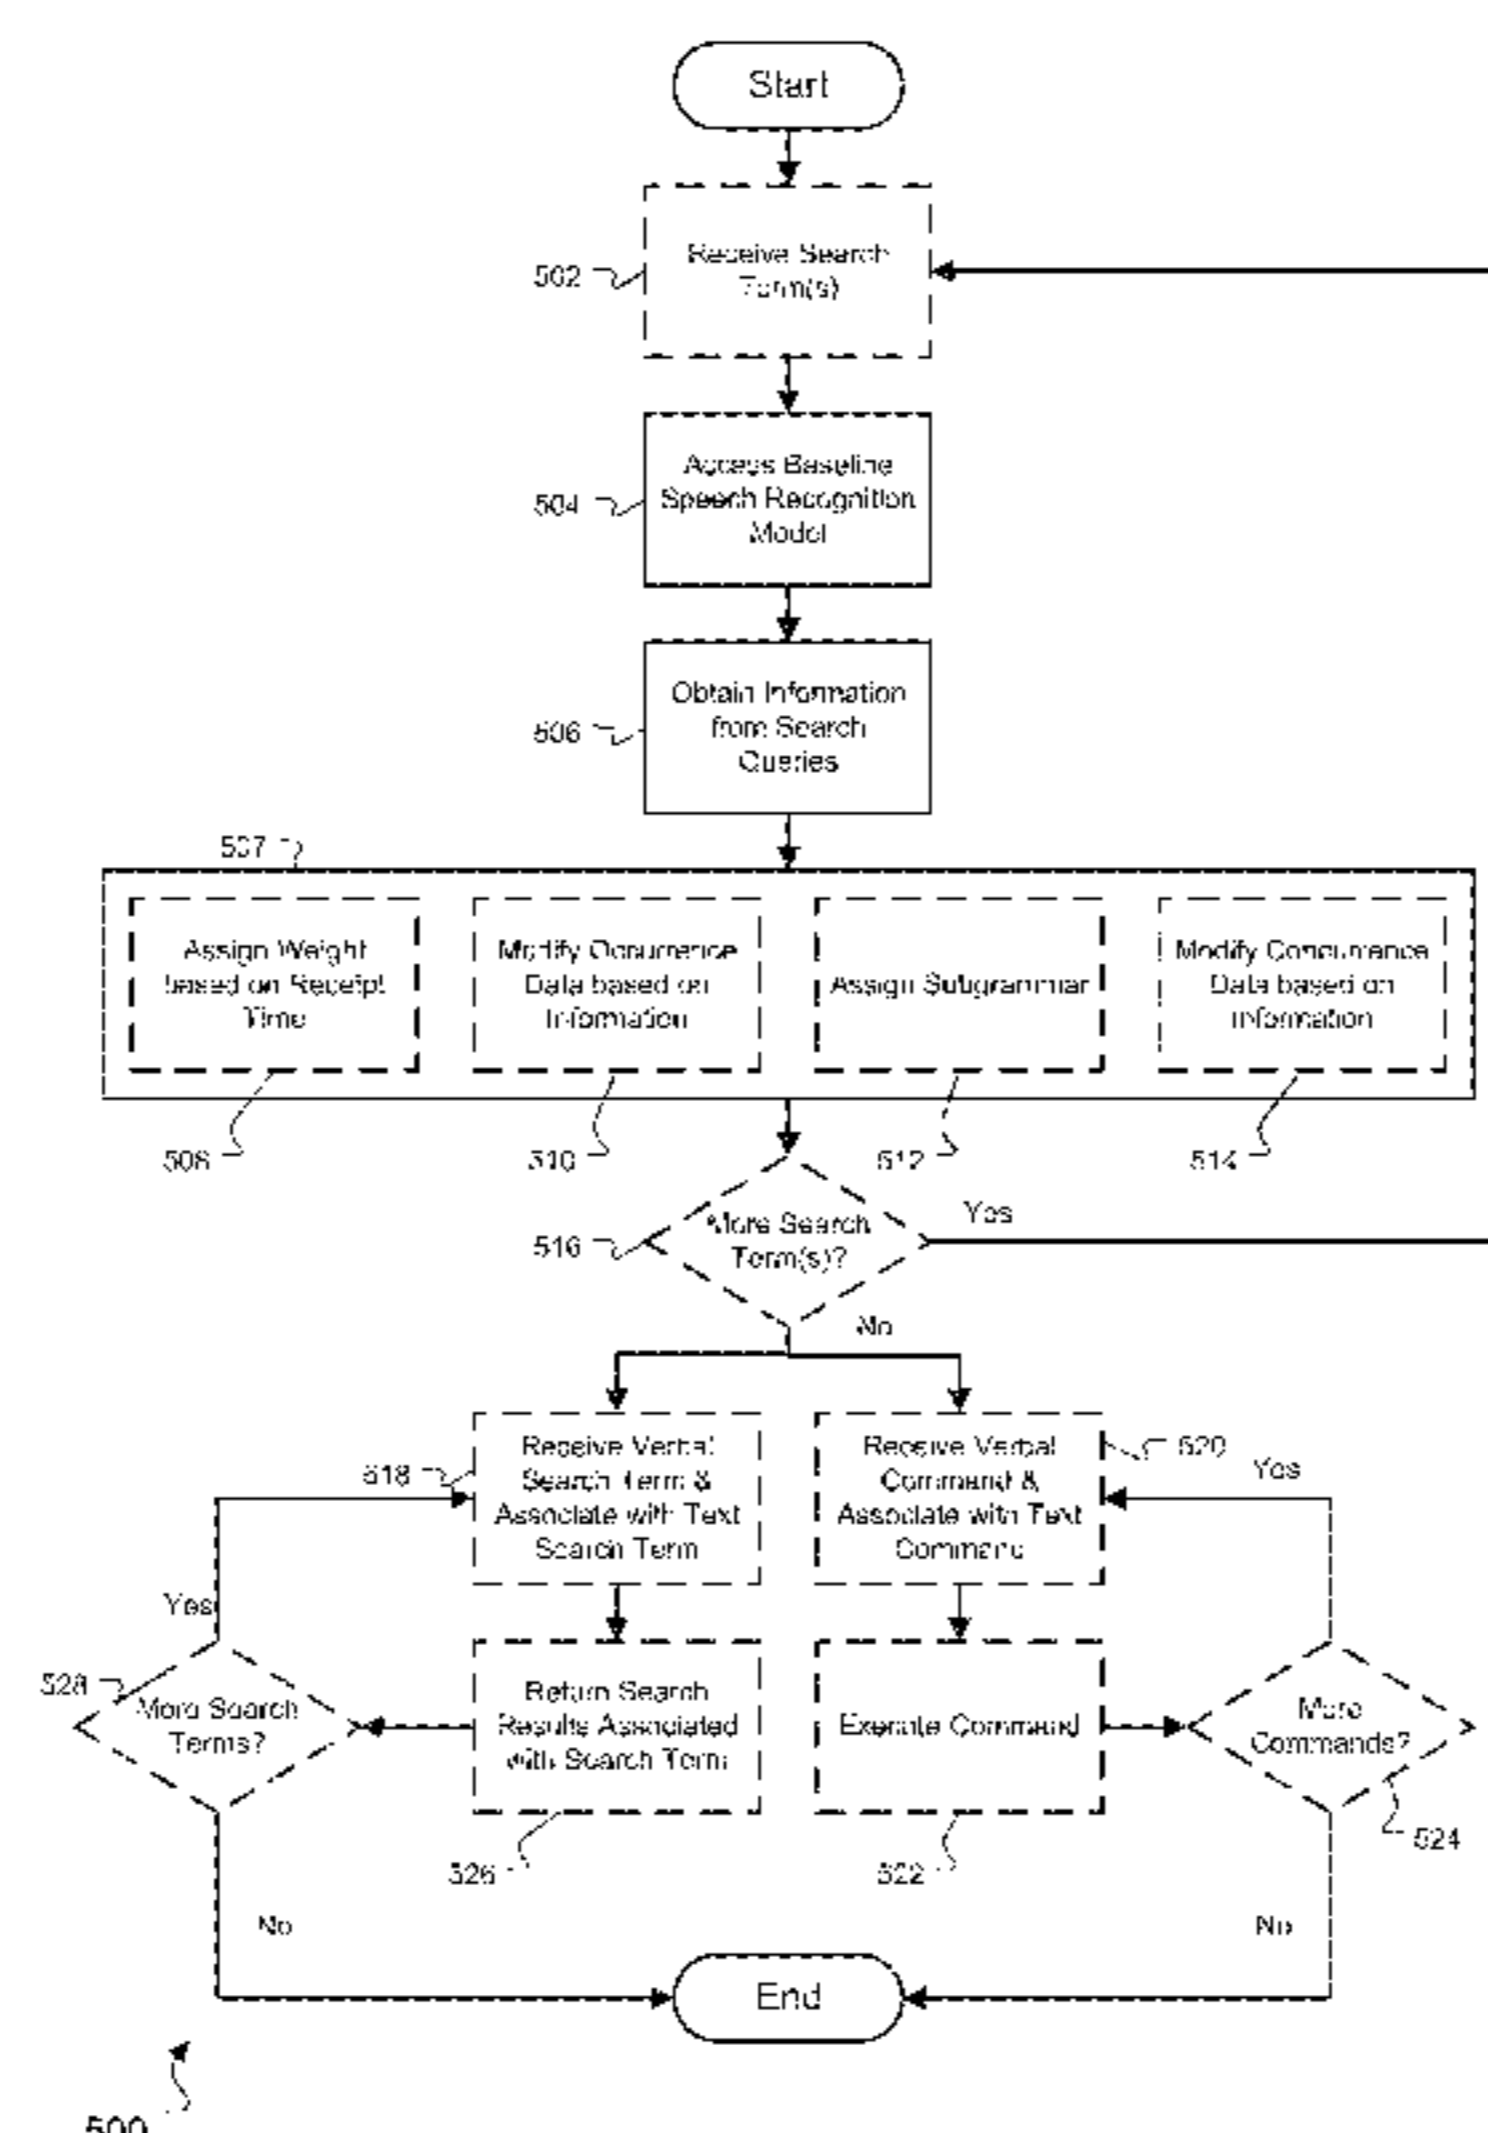 Start
Receive Search
Term(s)
502
Access Baseline
Speech Recognition
Model
504
Obtain Information
from Search
Queries
506
507
Assign Weight
based on Receipt
Time
Modify Occurrence
Data based on
Information
Assign Subgrammar
Modify Concurrence
Data based on
Information
508
510
512
514
More Search
Term(s)?
516
Yes
No
Receive Verbal
Search Term &
Associate with Text
Search Term
518
Receive Verbal
Command &
Associate with Text
Command
520
Yes
Yes
528
More Search
Terms?
Return Search
Results Associated
with Search Term
Execute Command
More
Commands?
524
526
522
No
No
End
500